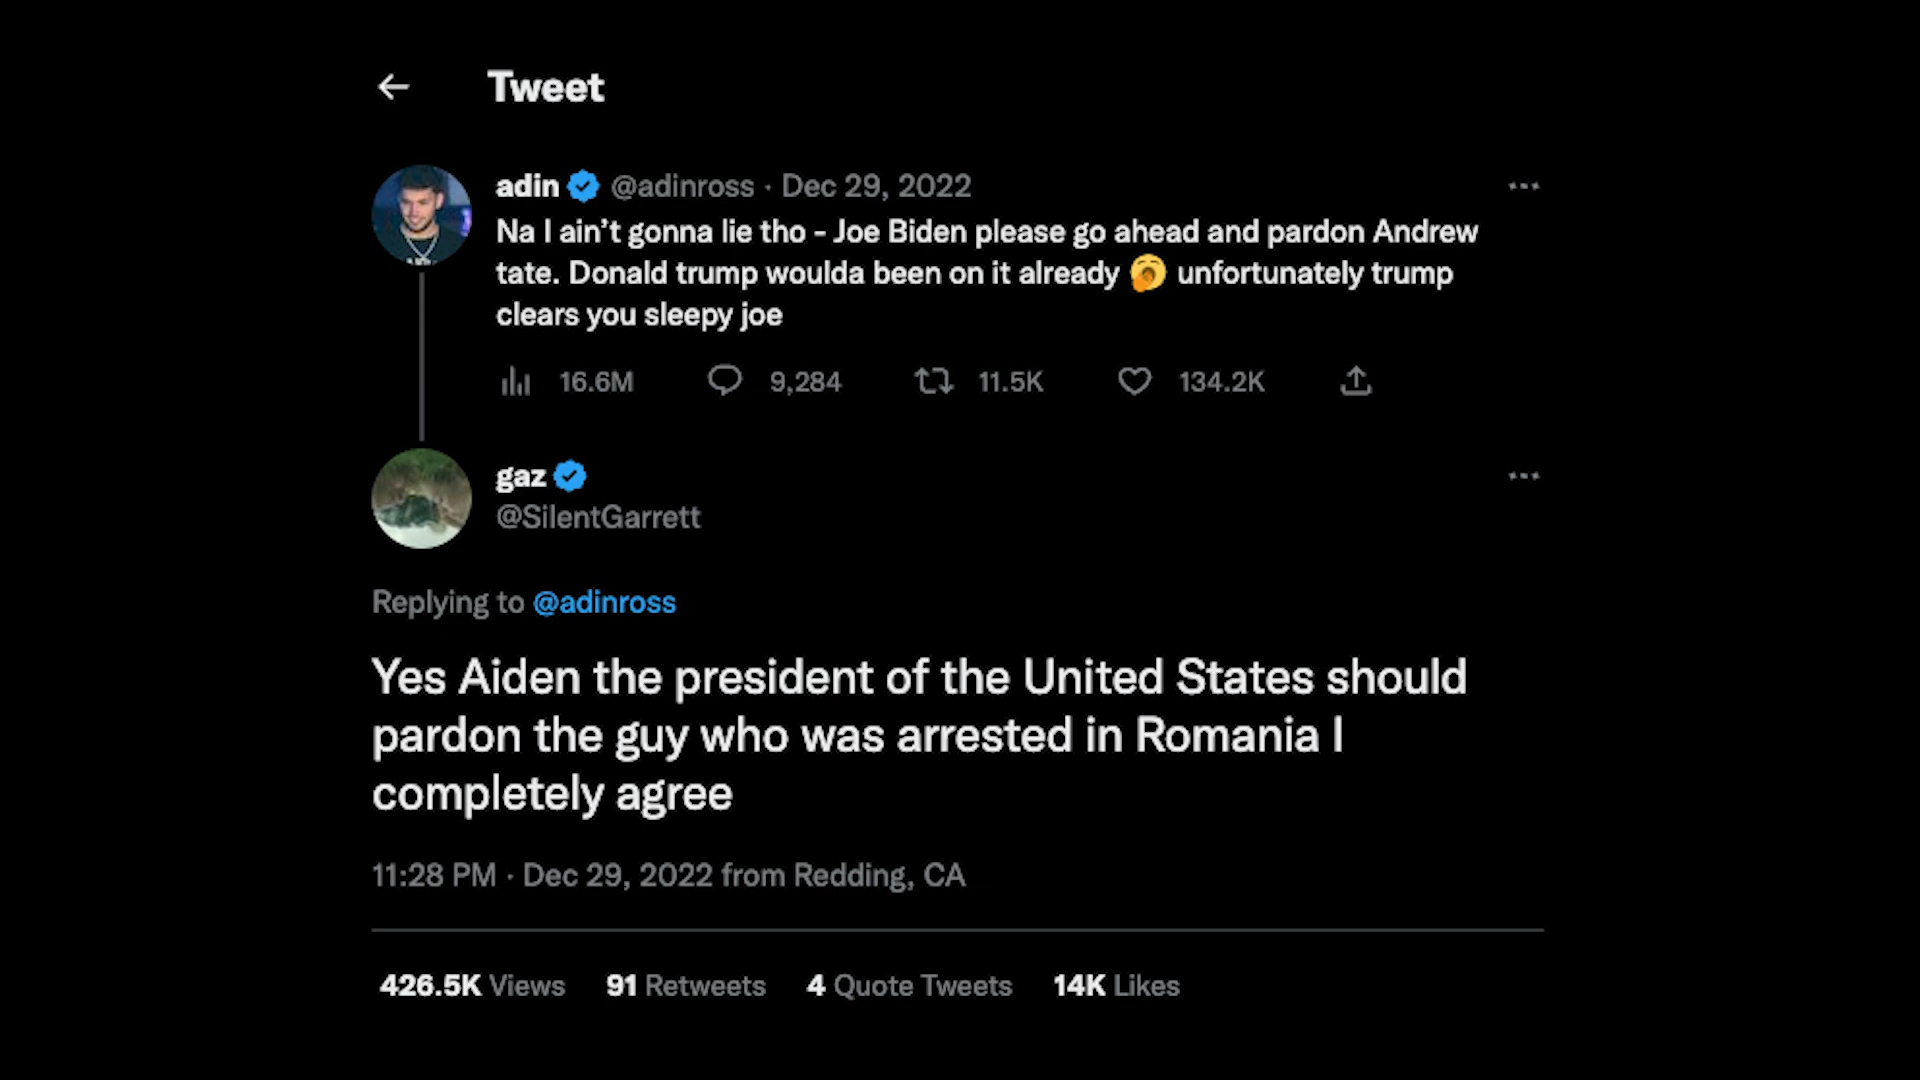 Tweet
adin @adinross · Dec 29, 2022
Na I ain’t gonna lie tho - Joe Biden please go ahead and pardon Andrew
tate. Donald trump woulda been on it already 🥱 unfortunately trump
clears you sleepy joe
16.6M 9,284 11.5K 134.2K
gaz
@SilentGarrett
Replying to @adinross
Yes Aiden the president of the United States should
pardon the guy who was arrested in Romania I
completely agree
11:28 PM · Dec 29, 2022 from Redding, CA
426.5K Views 91 Retweets 4 Quote Tweets 14K Likes